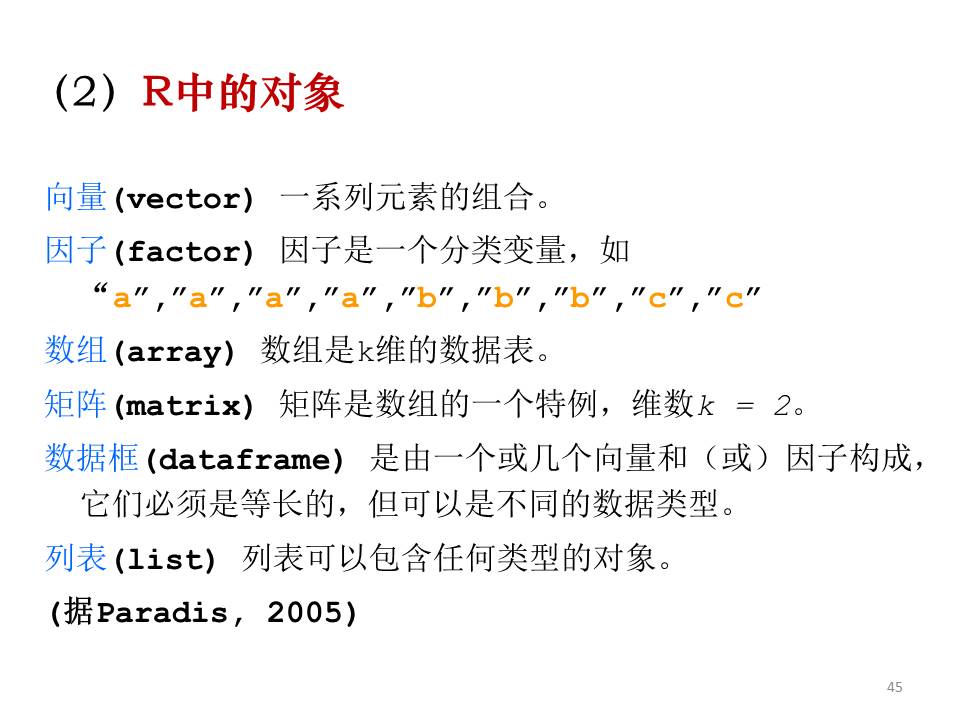 （2）R中的对象
向量(vector) 一系列元素的组合。
因子(factor) 因子是一个分类变量，如
“a”,”a”,”a”,”a”,”b”,”b”,”b”,”c”,”c”
数组(array) 数组是k维的数据表。
矩阵(matrix) 矩阵是数组的一个特例，维数k = 2。
数据框(dataframe) 是由一个或几个向量和（或）因子构成，
它们必须是等长的，但可以是不同的数据类型。
列表(list) 列表可以包含任何类型的对象。
(据Paradis, 2005)
45